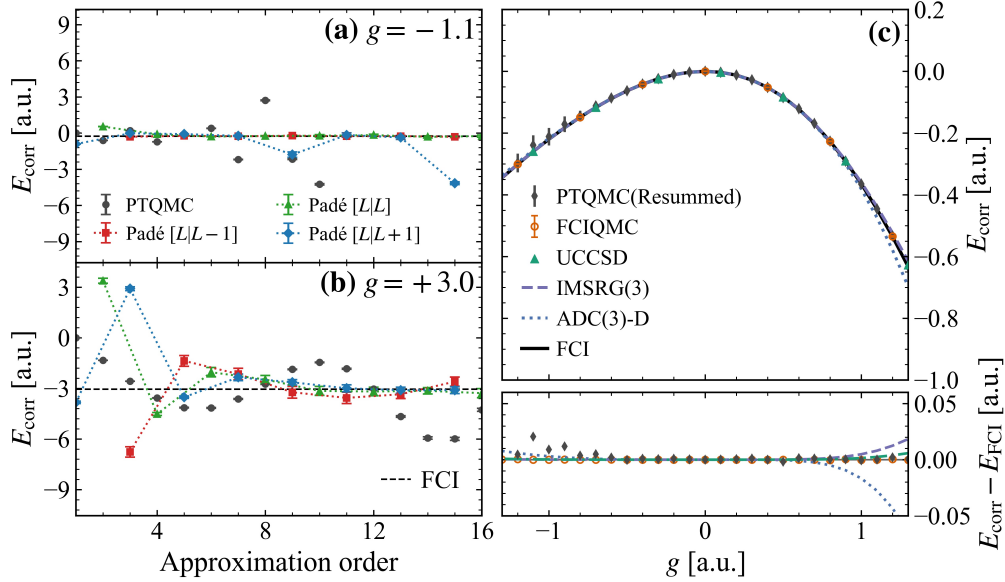 (a) g = −1.1
9
6
3
0
−3
−6
−9
E_corr [a.u.]
PTQMC
Padé [L|L−1]
Padé [L|L]
Padé [L|L+1]
(b) g = +3.0
3
0
−3
−6
−9
E_corr [a.u.]
FCI
4 8 12 16
Approximation order
(c)
0.2
0.0
−0.2
−0.4
−0.6
−0.8
−1.0
E_corr [a.u.]
PTQMC(Resummed)
FCIQMC
UCCSD
IMSRG(3)
ADC(3)-D
FCI
0.05
0.00
−0.05
E_corr − E_FCI [a.u.]
−1 0 1
g [a.u.]